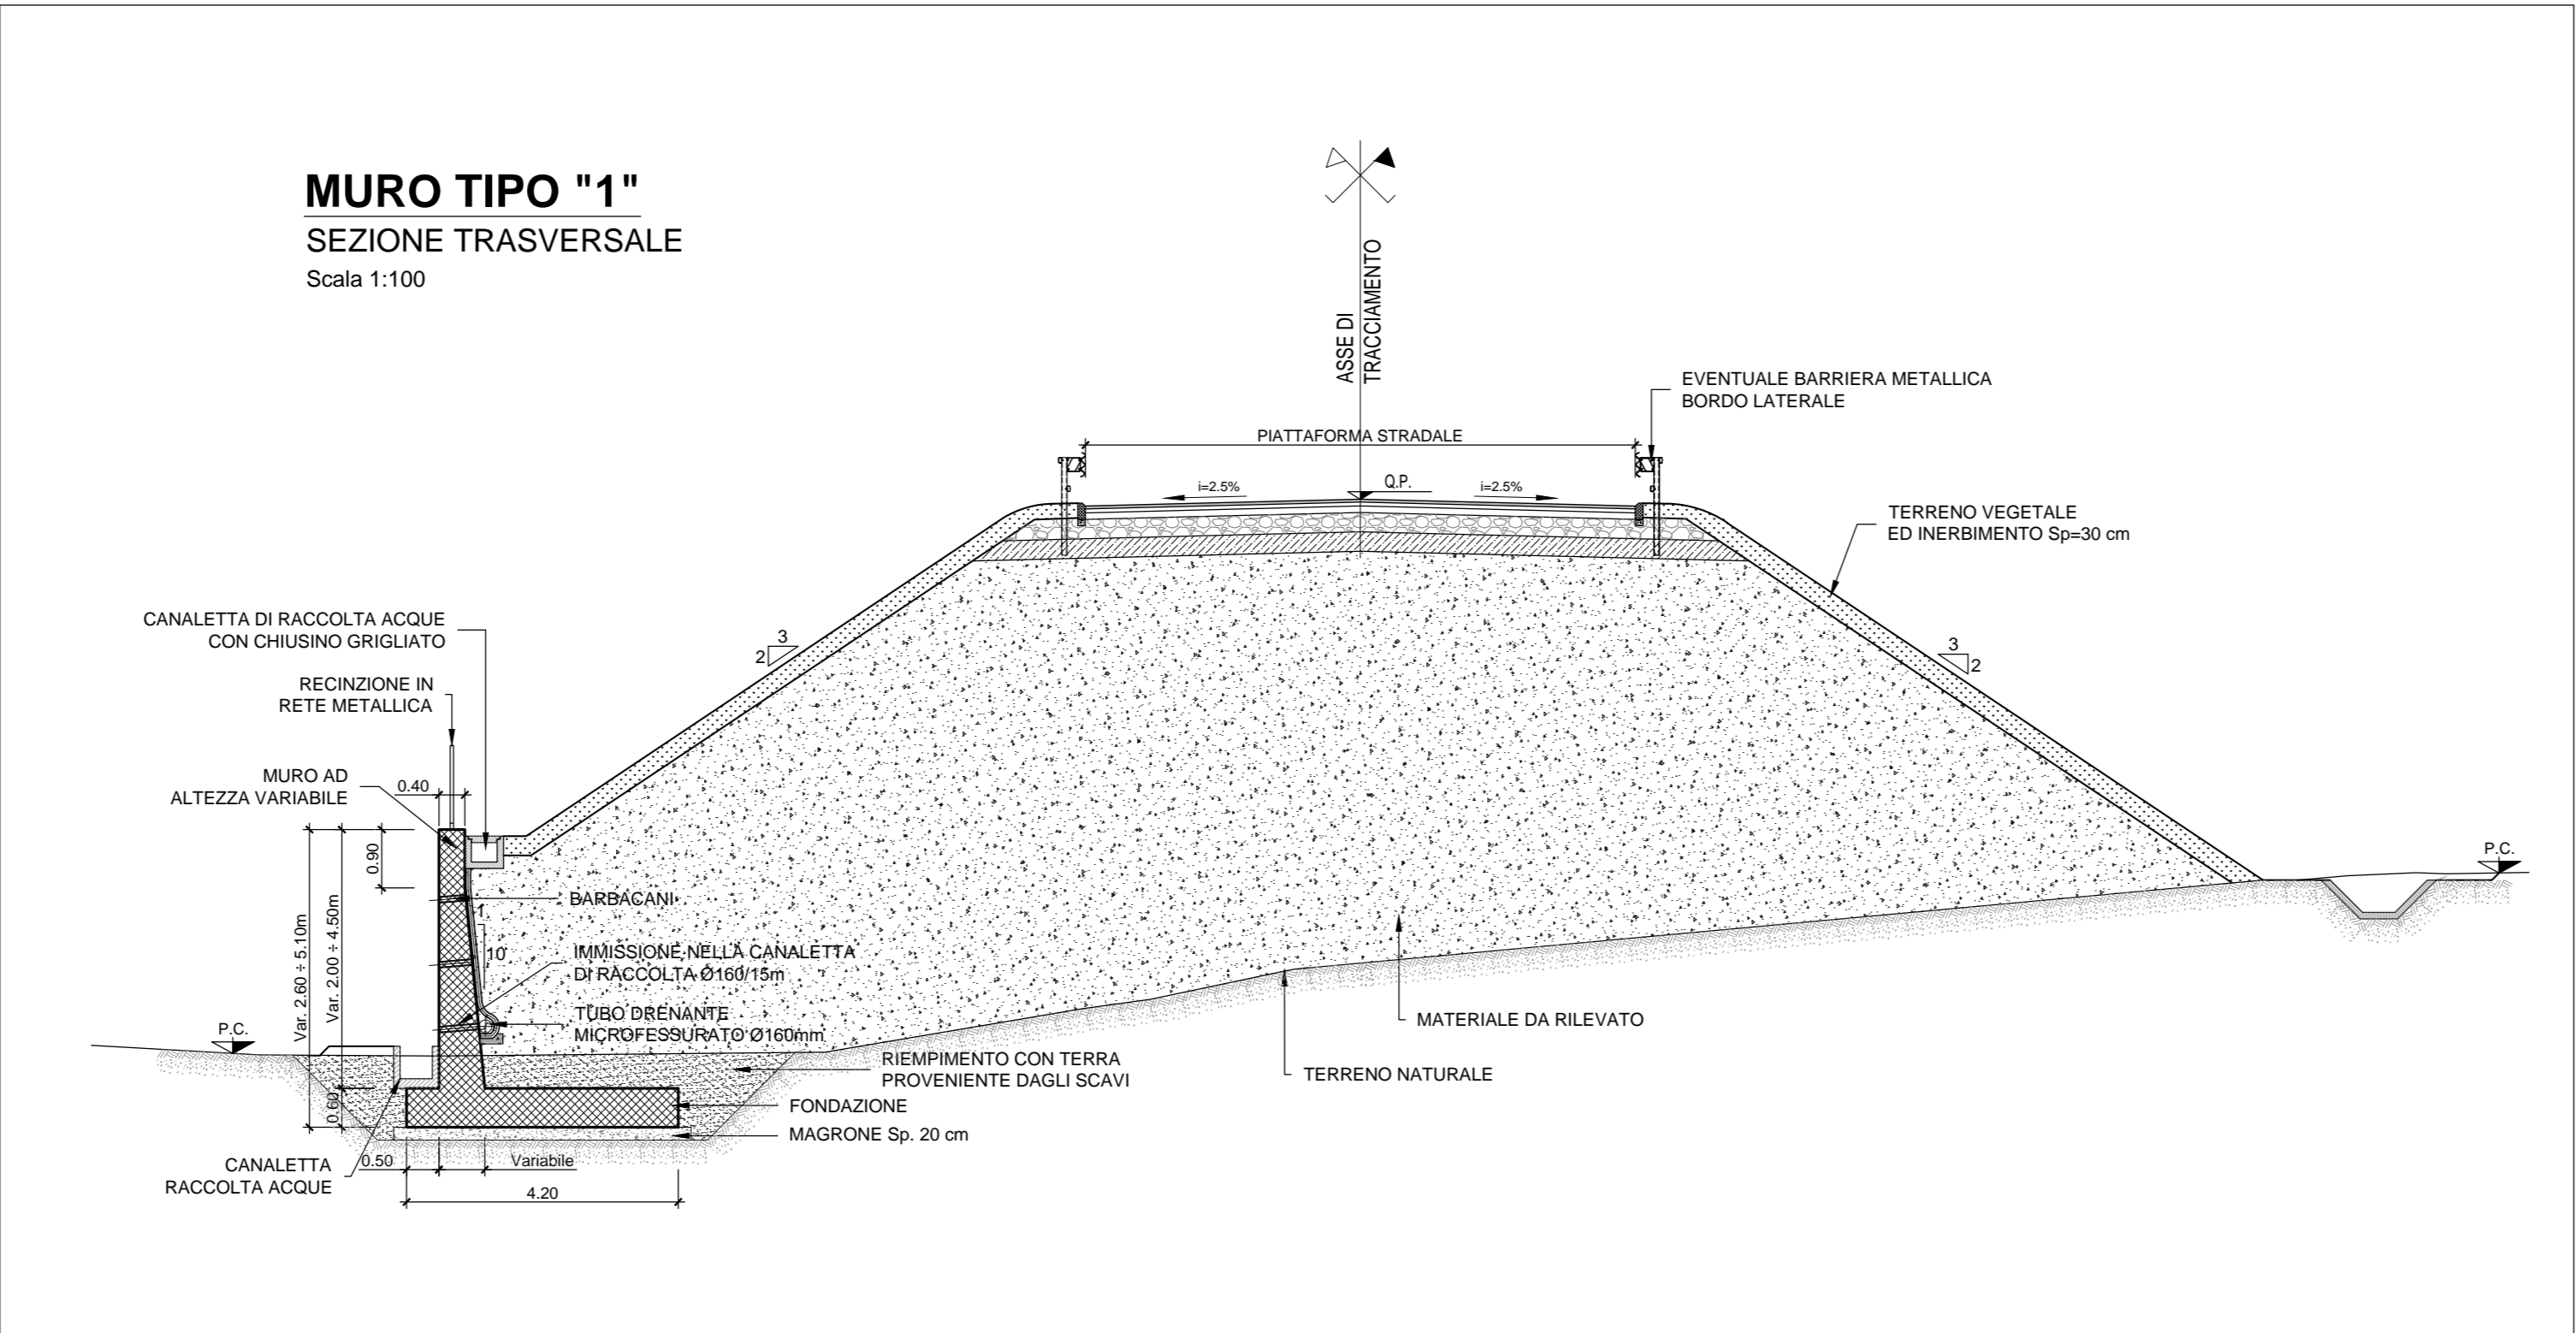 MURO TIPO "1"
SEZIONE TRASVERSALE
Scala 1:100
ASSE DI
TRACCIAMENTO
EVENTUALE BARRIERA METALLICA
BORDO LATERALE
PIATTAFORMA STRADALE
i=2.5%
Q.P.
i=2.5%
TERRENO VEGETALE
ED INERBIMENTO Sp=30 cm
CANALETTA DI RACCOLTA ACQUE
CON CHIUSINO GRIGLIATO
3
2
3
2
RECINZIONE IN
RETE METALLICA
MURO AD
ALTEZZA VARIABILE
0.40
0.90
Var. 2.60 ÷ 5.10m
Var. 2.00 ÷ 4.50m
0.60
P.C.
BARBACANI
1
10
IMMISSIONE NELLA CANALETTA
DI RACCOLTA Ø160/15m
TUBO DRENANTE
MICROFESSURATO Ø160mm
P.C.
RIEMPIMENTO CON TERRA
PROVENIENTE DAGLI SCAVI
MATERIALE DA RILEVATO
TERRENO NATURALE
FONDAZIONE
MAGRONE Sp. 20 cm
CANALETTA
RACCOLTA ACQUE
0.50
Variabile
4.20